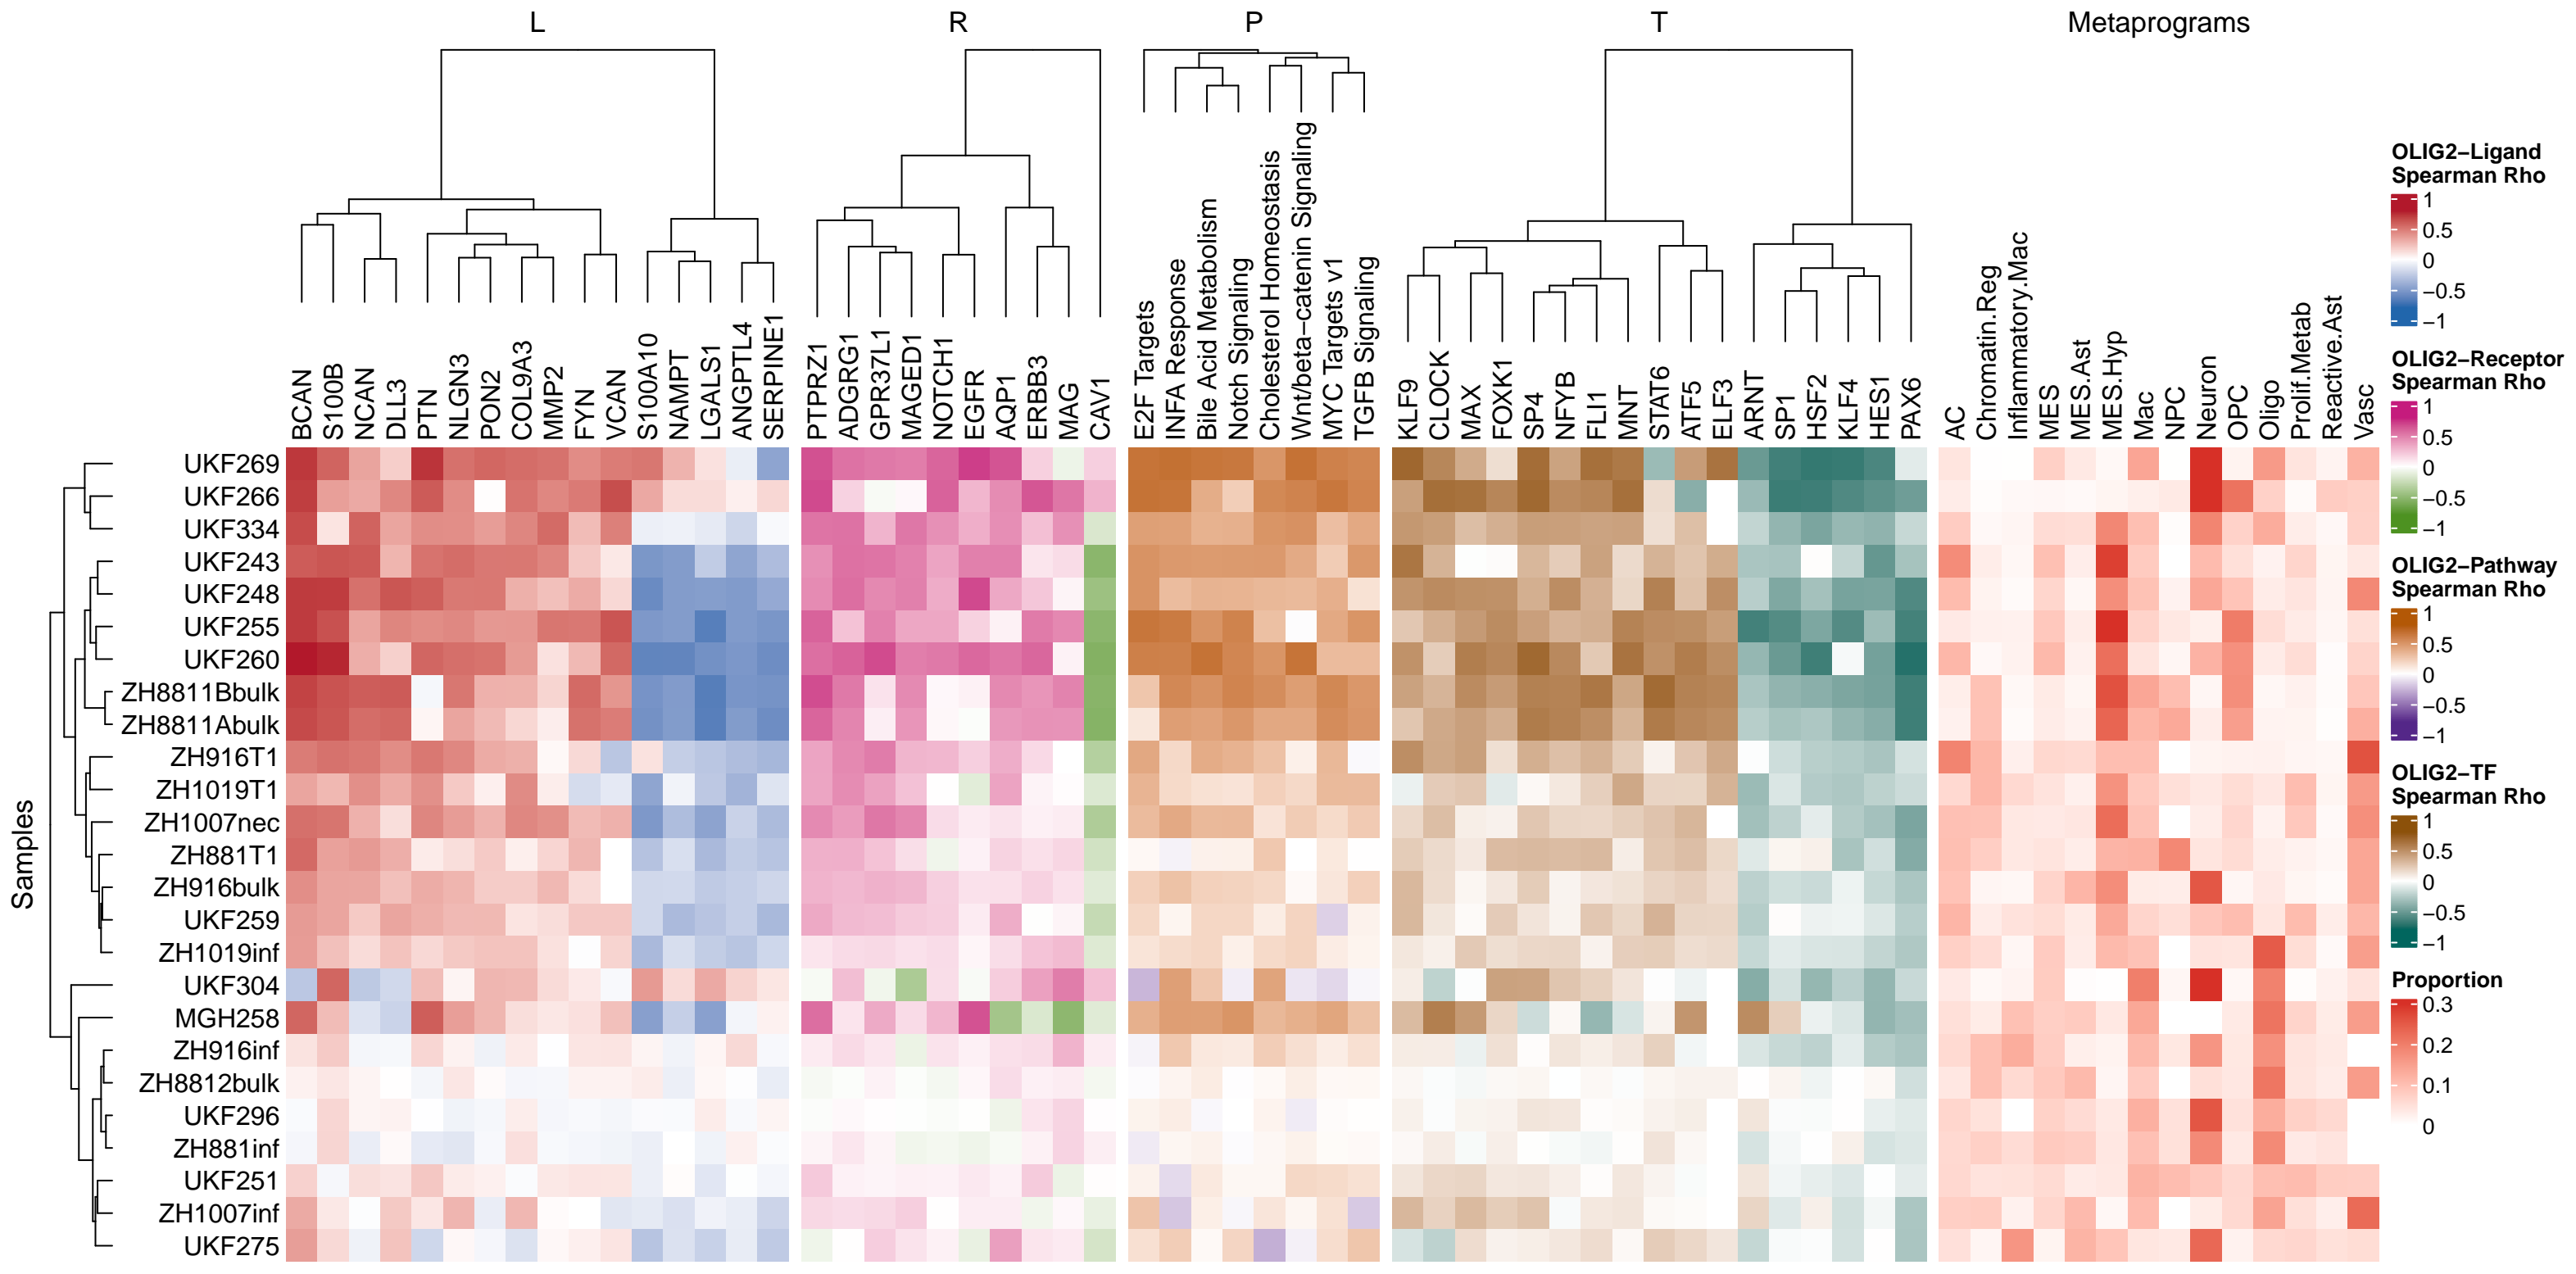 L
R
P
T
Metaprograms
BCAN
S100B
NCAN
DLL3
PTN
NLGN3
PON2
COL9A3
MMP2
FYN
VCAN
S100A10
NAMPT
LGALS1
ANGPTL4
SERPINE1
PTPRZ1
ADGRG1
GPR37L1
MAGED1
NOTCH1
EGFR
AQP1
ERBB3
MAG
CAV1
E2F Targets
INFA Response
Bile Acid Metabolism
Notch Signaling
Cholesterol Homeostasis
Wnt/beta−catenin Signaling
MYC Targets v1
TGFB Signaling
KLF9
CLOCK
MAX
FOXK1
SP4
NFYB
FLI1
MNT
STAT6
ATF5
ELF3
ARNT
SP1
HSF2
KLF4
HES1
PAX6
AC
Chromatin.Reg
Inflammatory.Mac
MES
MES.Ast
MES.Hyp
Mac
NPC
Neuron
OPC
Oligo
Prolif.Metab
Reactive.Ast
Vasc
Samples
UKF269
UKF266
UKF334
UKF243
UKF248
UKF255
UKF260
ZH8811Bbulk
ZH8811Abulk
ZH916T1
ZH1019T1
ZH1007nec
ZH881T1
ZH916bulk
UKF259
ZH1019inf
UKF304
MGH258
ZH916inf
ZH8812bulk
UKF296
ZH881inf
UKF251
ZH1007inf
UKF275
OLIG2−Ligand
Spearman Rho
1
0.5
0
−0.5
−1
OLIG2−Receptor
Spearman Rho
1
0.5
0
−0.5
−1
OLIG2−Pathway
Spearman Rho
1
0.5
0
−0.5
−1
OLIG2−TF
Spearman Rho
1
0.5
0
−0.5
−1
Proportion
0.3
0.2
0.1
0